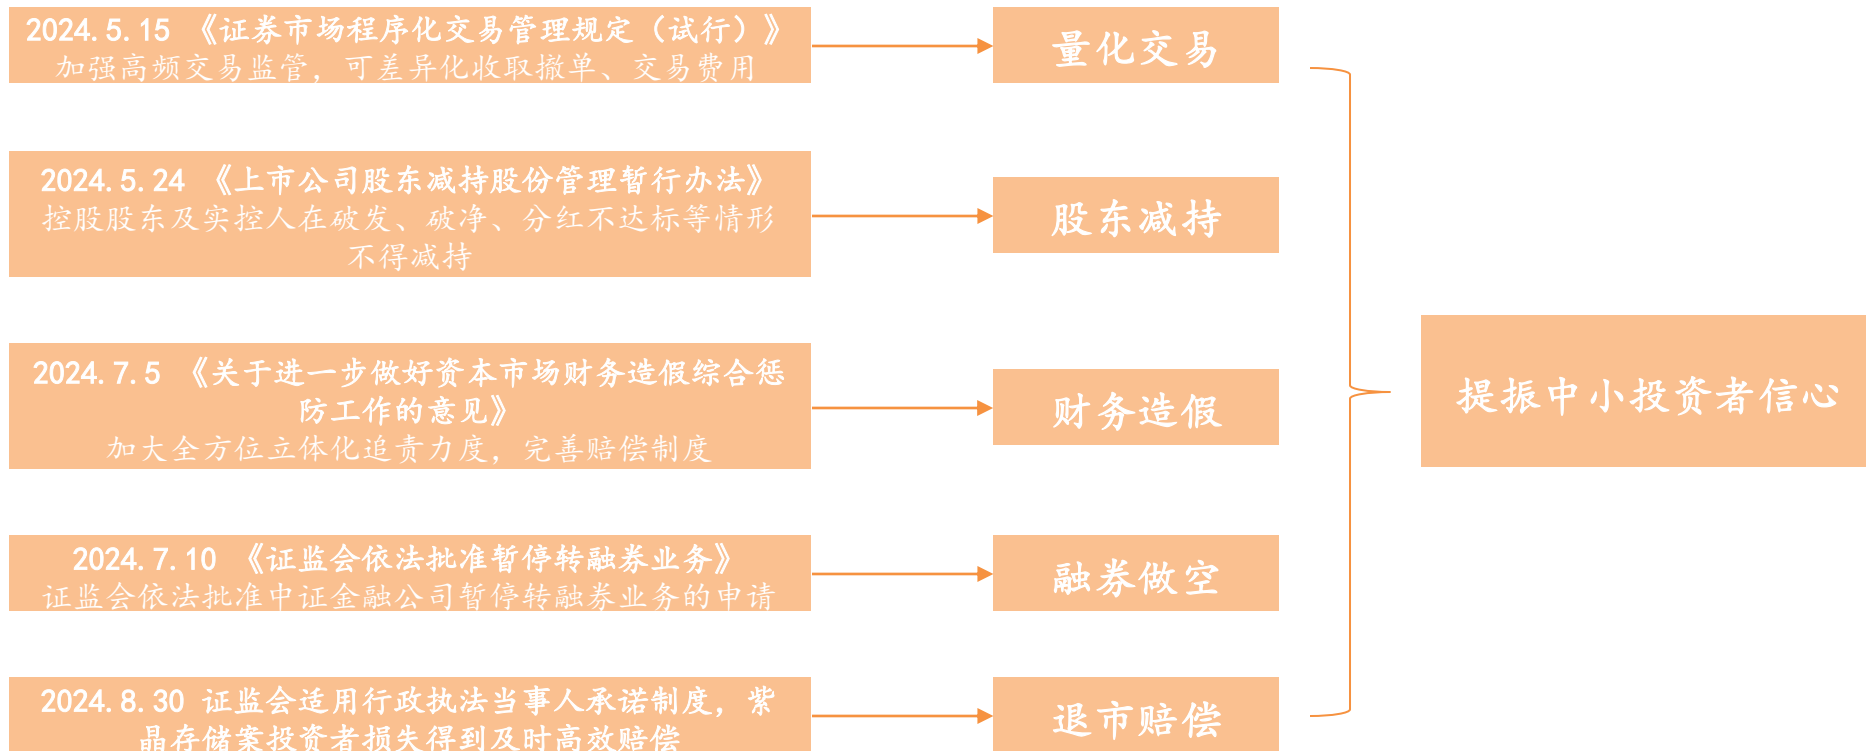 2024.5.15 《证券市场程序化交易管理规定（试行）》
加强高频交易监管，可差异化收取撤单、交易费用
量化交易
2024.5.24 《上市公司股东减持股份管理暂行办法》
控股股东及实控人在破发、破净、分红不达标等情形
不得减持
股东减持
2024.7.5 《关于进一步做好资本市场财务造假综合惩
防工作的意见》
加大全方位立体化追责力度，完善赔偿制度
财务造假
2024.7.10 《证监会依法批准暂停转融券业务》
证监会依法批准中证金融公司暂停转融券业务的申请
融券做空
2024.8.30 证监会适用行政执法当事人承诺制度，紫
晶存储案投资者损失得到及时高效赔偿
退市赔偿
提振中小投资者信心